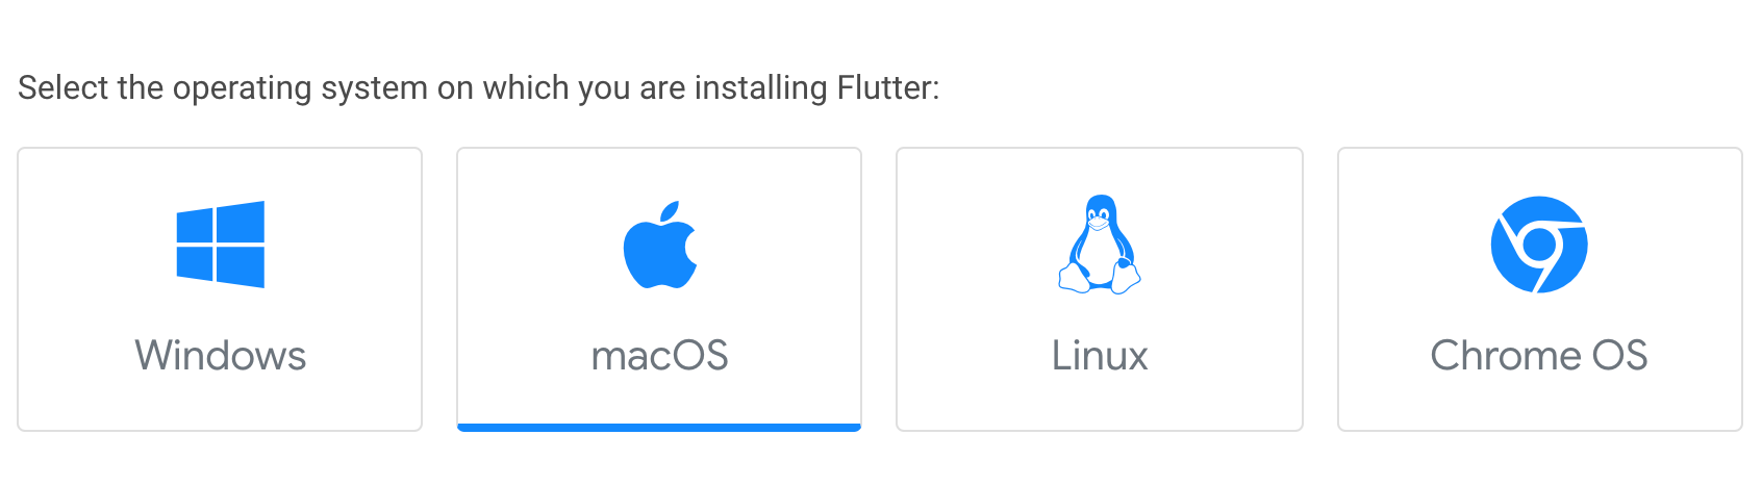 Select the operating system on which you are installing Flutter:
Windows
macOS
Linux
Chrome OS